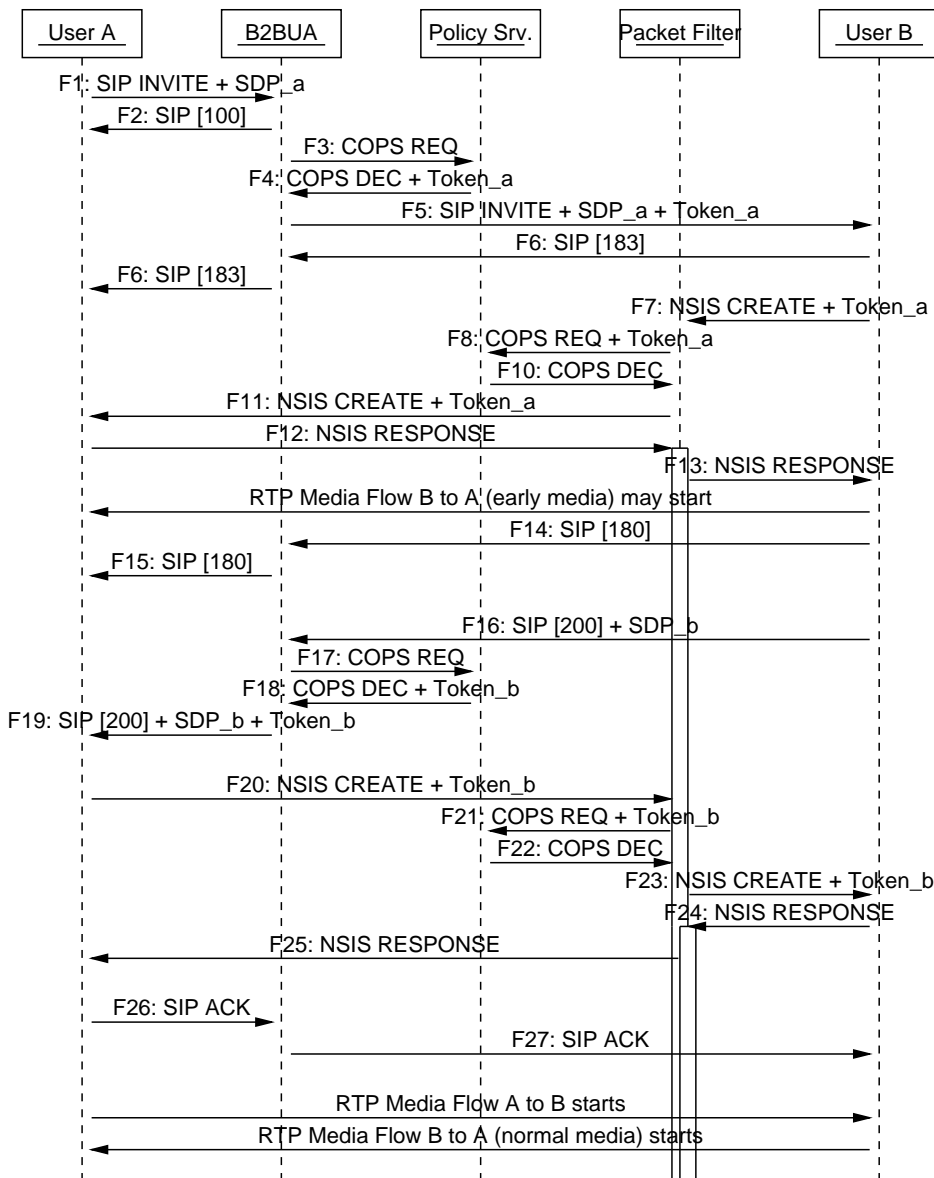 User A
B2BUA
Policy Srv.
Packet Filter
User B
F1: SIP INVITE + SDP_a
F2: SIP [100]
F3: COPS REQ
F4: COPS DEC + Token_a
F5: SIP INVITE + SDP_a + Token_a
F6: SIP [183]
F6: SIP [183]
F7: NSIS CREATE + Token_a
F8: COPS REQ + Token_a
F10: COPS DEC
F11: NSIS CREATE + Token_a
F12: NSIS RESPONSE
F13: NSIS RESPONSE
RTP Media Flow B to A (early media) may start
F14: SIP [180]
F15: SIP [180]
F16: SIP [200] + SDP_b
F17: COPS REQ
F18: COPS DEC + Token_b
F19: SIP [200] + SDP_b + Token_b
F20: NSIS CREATE + Token_b
F21: COPS REQ + Token_b
F22: COPS DEC
F23: NSIS CREATE + Token_b
F24: NSIS RESPONSE
F25: NSIS RESPONSE
F26: SIP ACK
F27: SIP ACK
RTP Media Flow A to B starts
RTP Media Flow B to A (normal media) starts